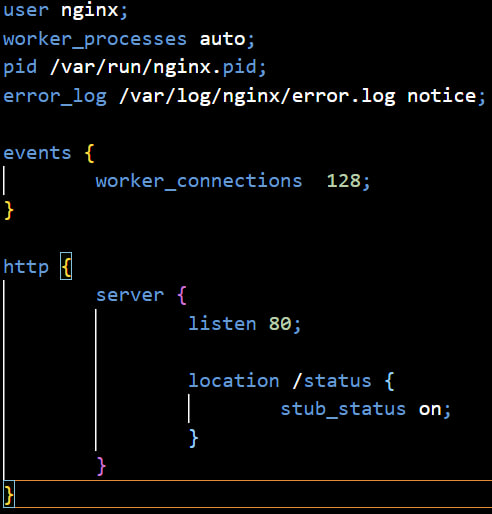 user nginx;
worker_processes auto;
pid /var/run/nginx.pid;
error_log /var/log/nginx/error.log notice;
events {
worker_connections 128;
}
http {
server {
listen 80;
location /status {
stub_status on;
}
}
}